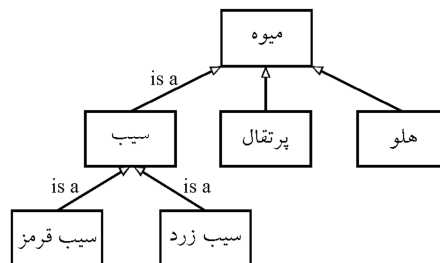 میوه
is a
سیب
پرتقال
هلو
is a
is a
سیب قرمز
سیب زرد